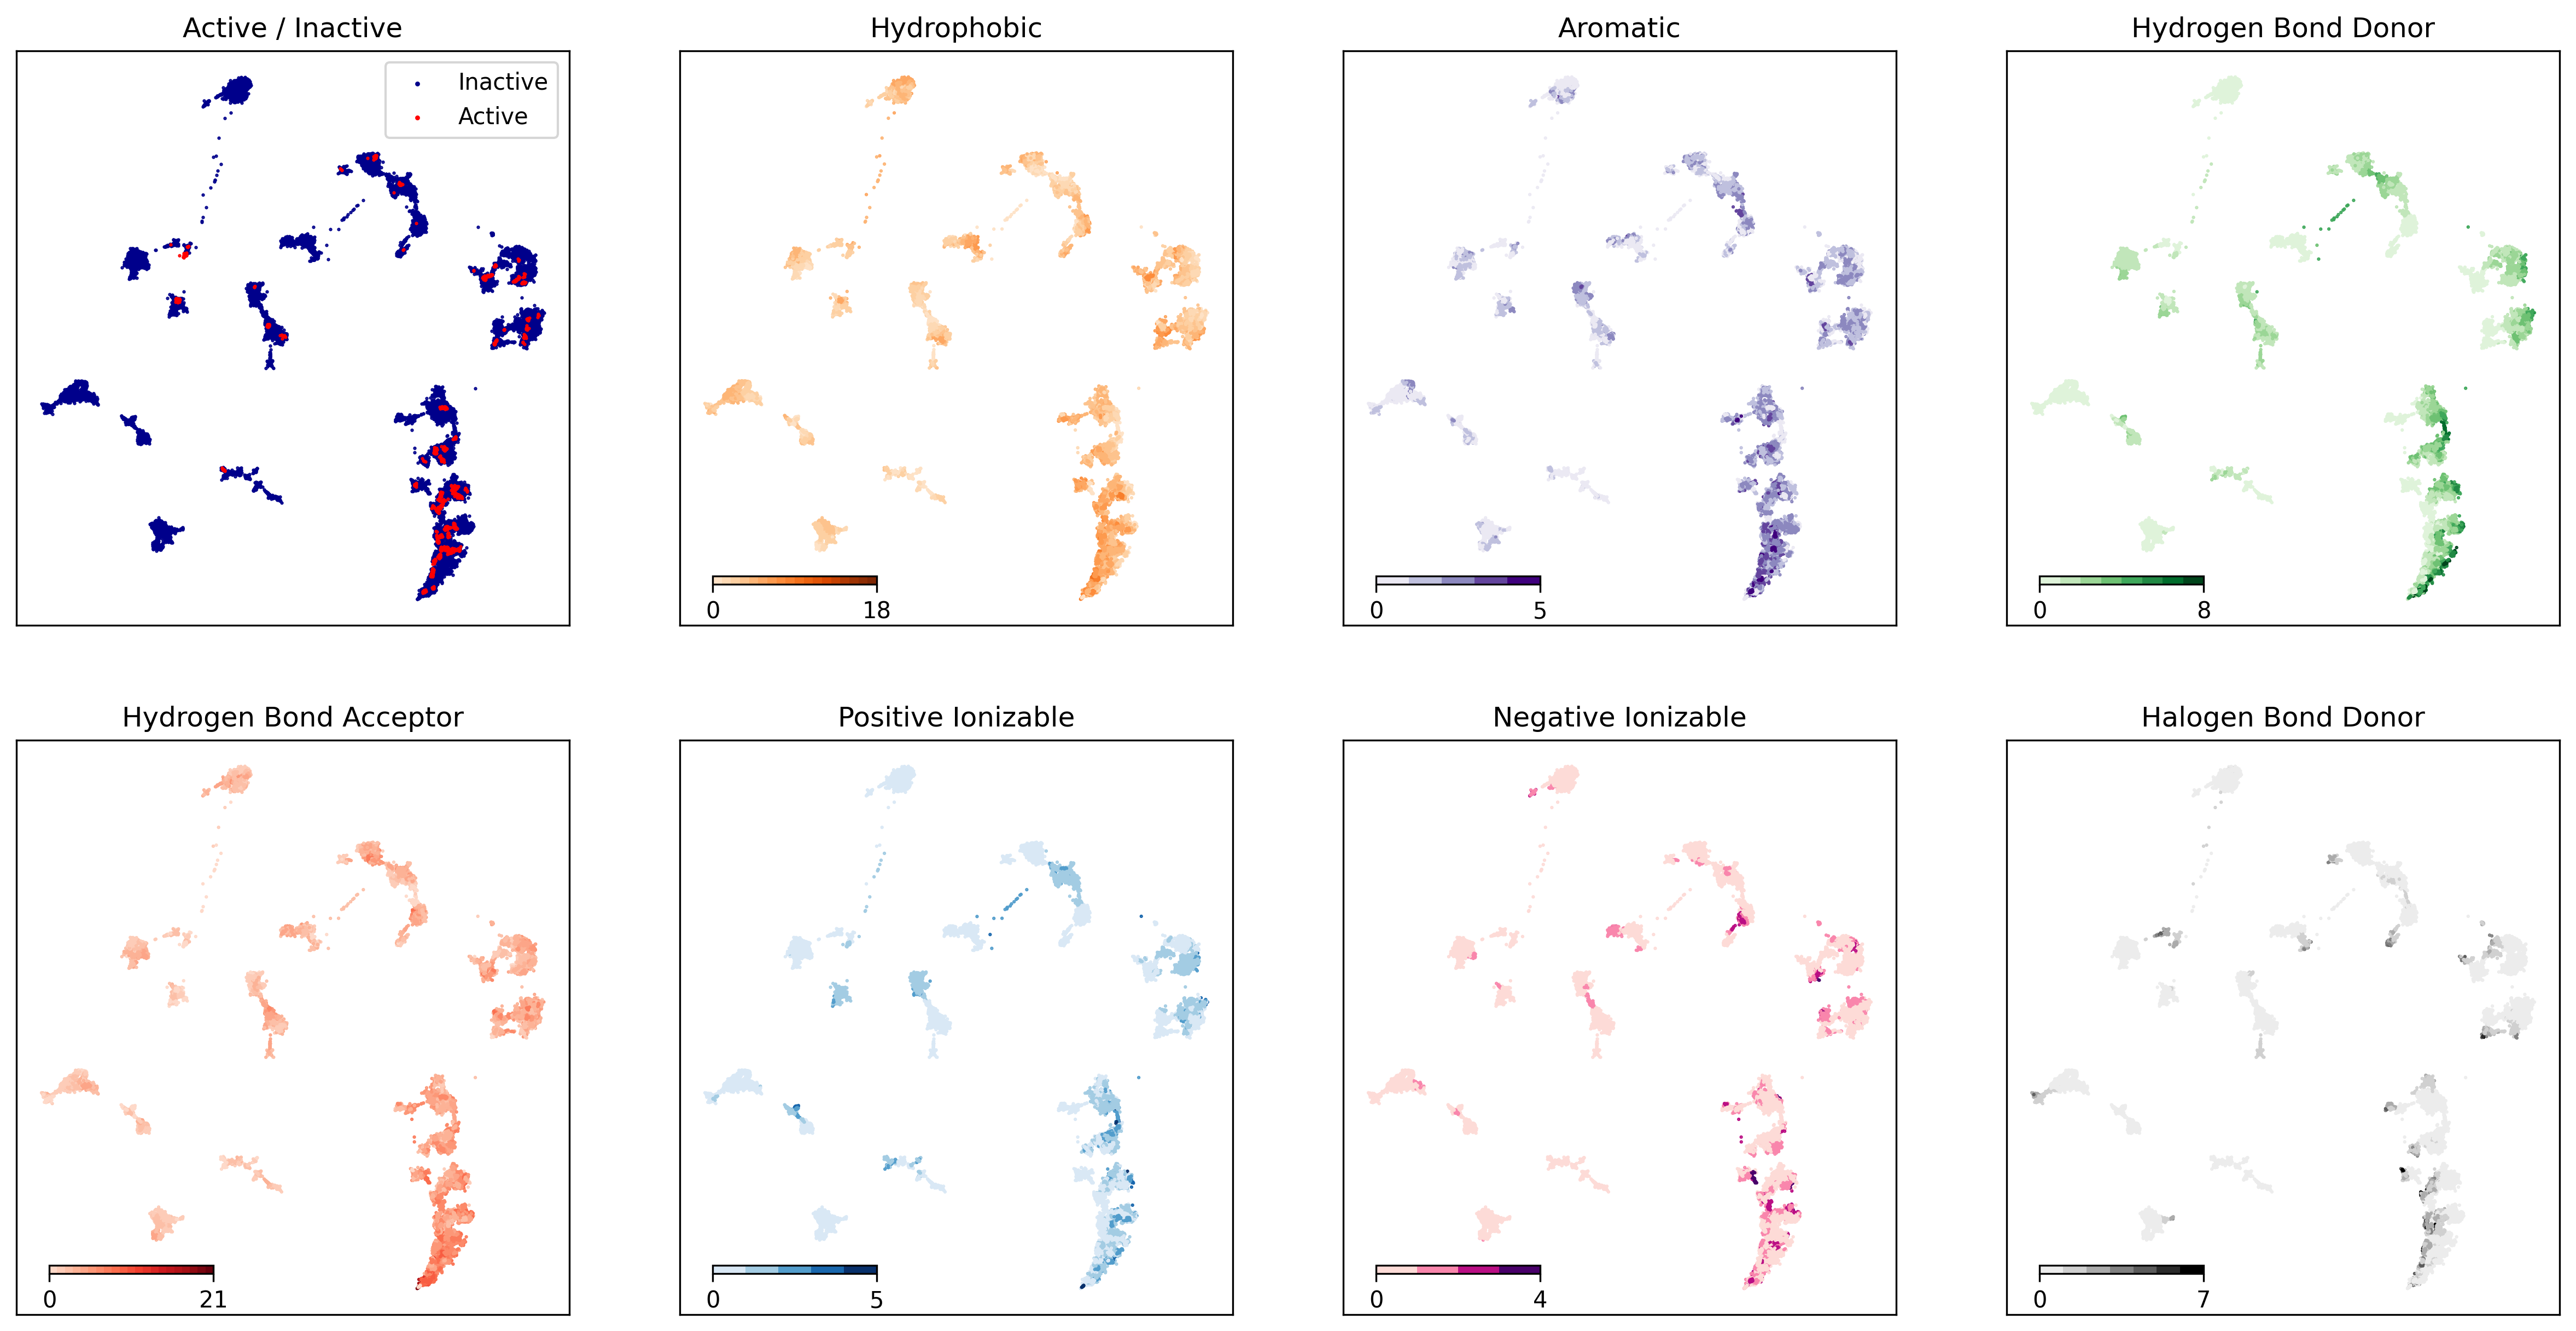 Active / Inactive
Inactive
Active
Hydrophobic
0 18
Aromatic
0 5
Hydrogen Bond Donor
0 8
Hydrogen Bond Acceptor
0 21
Positive Ionizable
0 5
Negative Ionizable
0 4
Halogen Bond Donor
0 7